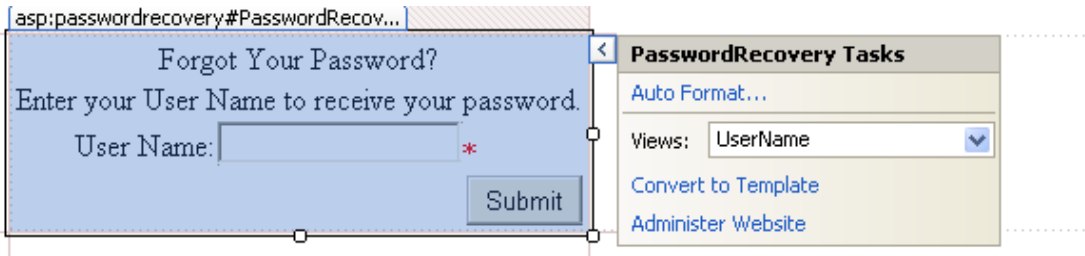 asp:passwordrecovery#PasswordRecov...
Forgot Your Password?
Enter your User Name to receive your password.
User Name: *
Submit
PasswordRecovery Tasks
Auto Format...
Views: UserName
Convert to Template
Administer Website